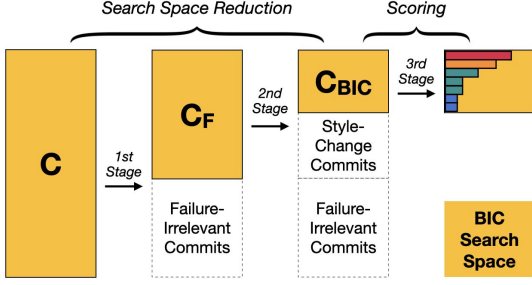 Search Space Reduction
Scoring
C
1st
Stage
CF
Failure-
Irrelevant
Commits
2nd
Stage
CBIC
Style-
Change
Commits
Failure-
Irrelevant
Commits
3rd
Stage
BIC
Search
Space